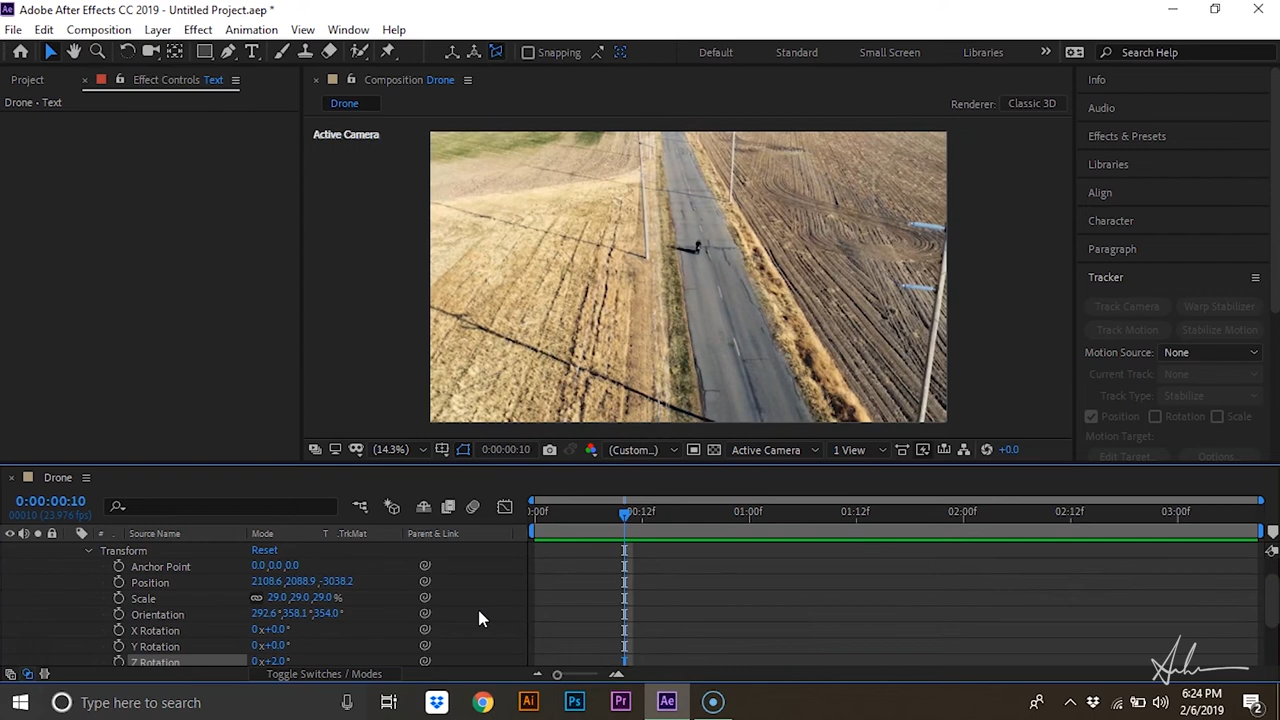 Adobe After Effects CC 2019 - Untitled Project.aep *
File Edit Composition Layer Effect Animation View Window Help
Snapping Default Standard Small Screen Libraries Search Help
Project Effect Controls Text Composition Drone Info
Drone • Text Drone Renderer: Classic 3D Audio
Active Camera
Effects & Presets
Libraries
Align
Character
Paragraph
Tracker
Track Camera Warp Stabilizer
Track Motion Stabilize Motion
Motion Source: None
Current Track: None
Track Type: Stabilize
Position Rotation Scale
Motion Target:
Edit Target... Options...
(14.3%) 0:00:00:10 (Custom...) Active Camera 1 View +0.0
Drone
0:00:00:10
00010 (23.976 fps)
:00f 00:12f 01:00f 01:12f 02:00f 02:12f 03:00f
# Source Name Mode T .TrkMat Parent & Link
Transform Reset
Anchor Point 0.0,0.0,0.0
Position 2108.6,2088.9,-3038.2
Scale 29.0,29.0,29.0 %
Orientation 292.6°,358.1°,354.0°
X Rotation 0x+0.0°
Y Rotation 0x+0.0°
Z Rotation 0x+2.0°
Toggle Switches / Modes
Type here to search Ai Ps Pr Ae 6:24 PM
2/6/2019 2